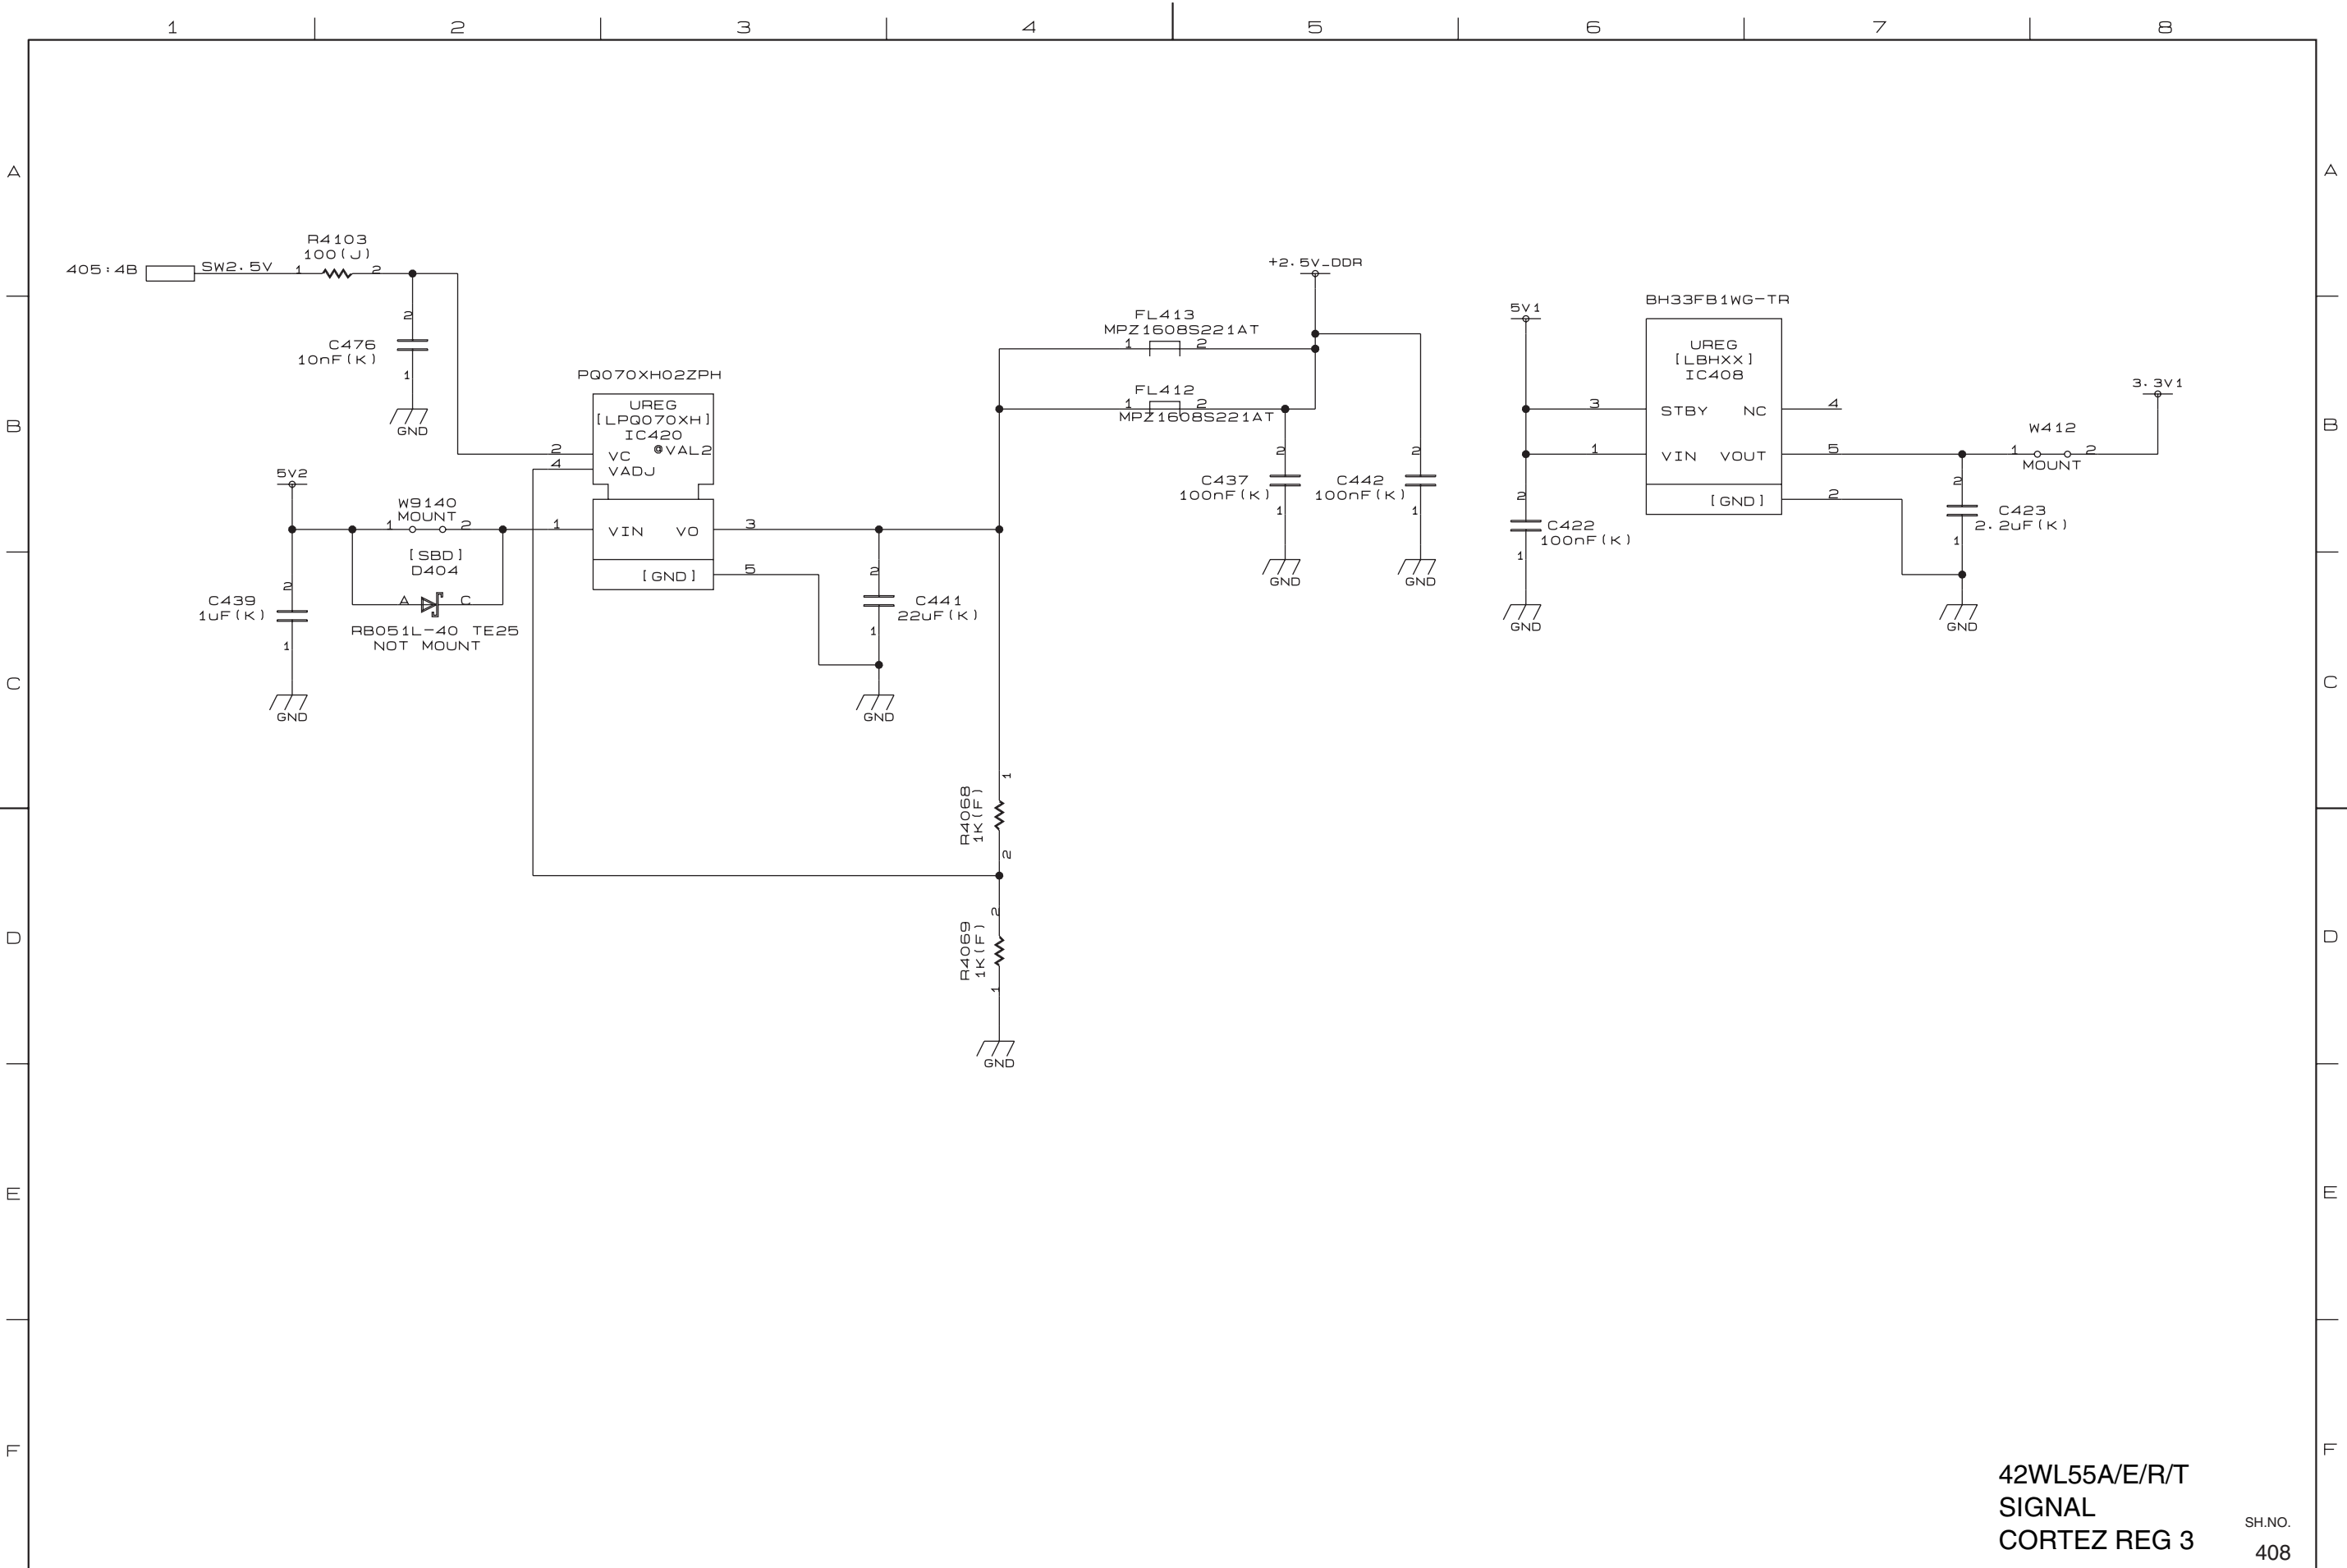 1 2 3 4 5 6 7 8
A A
B B
C C
D D
E E
F F
405:4B SW2.5V 1 2
R4103
100(J)
2
C476
10nF(K)
1
GND
PQ070XH02ZPH
UREG
[LPQ070XH]
IC420
@VAL2
2 VC
4 VADJ
1 VIN VO 3
[GND] 5
5V2
W9140
MOUNT
1 2
[SBD]
D404
A C
RB051L-40 TE25
NOT MOUNT
2
C439
1uF(K)
1
GND
2
C441
22uF(K)
1
GND
1
R4068
1K(F)
2
2
R4069
1K(F)
1
GND
+2.5V_DDR
FL413
MPZ1608S221AT
1 2
FL412
1 2
MPZ1608S221AT
2
C437
100nF(K)
1
GND
2
C442
100nF(K)
1
GND
5V1
BH33FB1WG-TR
UREG
[LBHXX]
IC408
3 STBY NC 4
1 VIN VOUT 5
[GND] 2
2
C422
100nF(K)
1
GND
3.3V1
W412
1 2
MOUNT
2
C423
2.2uF(K)
1
GND
42WL55A/E/R/T
SIGNAL
CORTEZ REG 3
SH.NO.
408